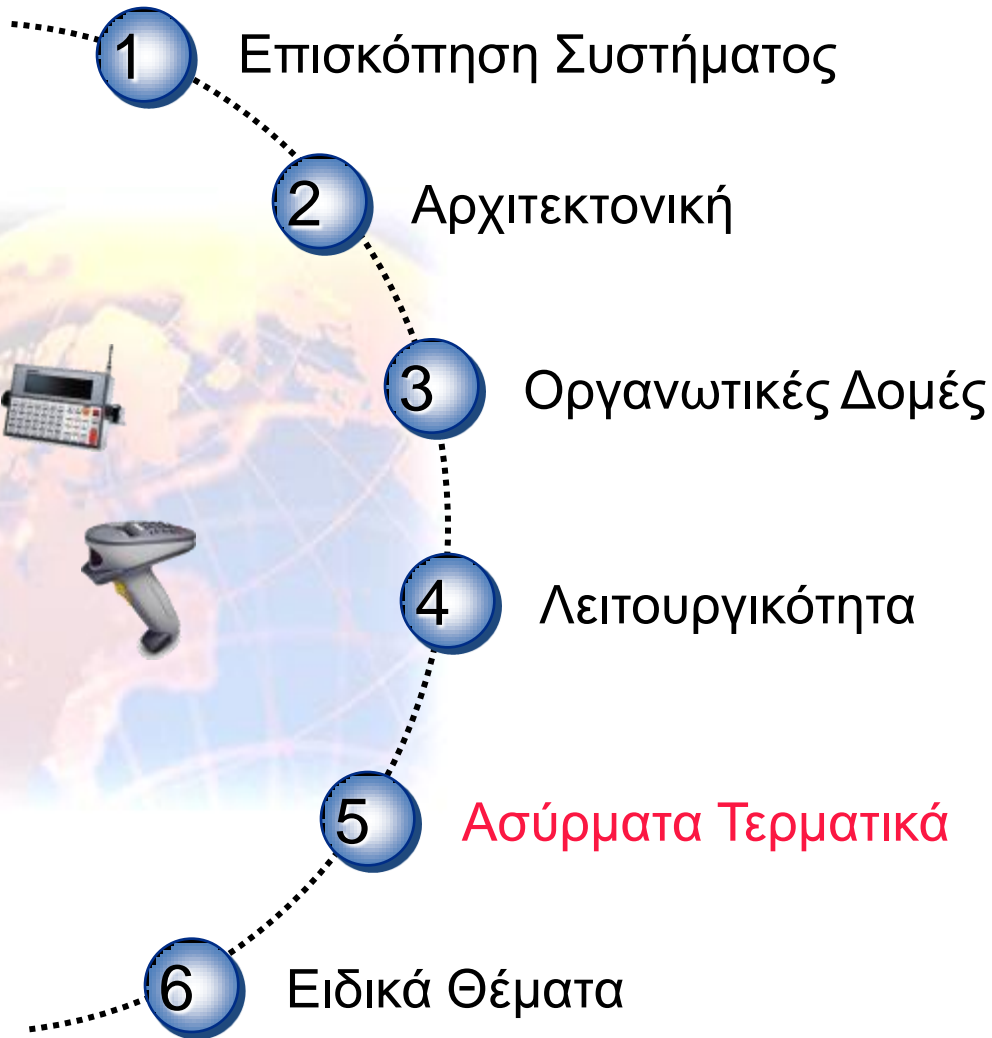 1 Επισκόπηση Συστήματος
2 Αρχιτεκτονική
3 Οργανωτικές Δομές
4 Λειτουργικότητα
5 Ασύρματα Τερματικά
6 Ειδικά Θέματα